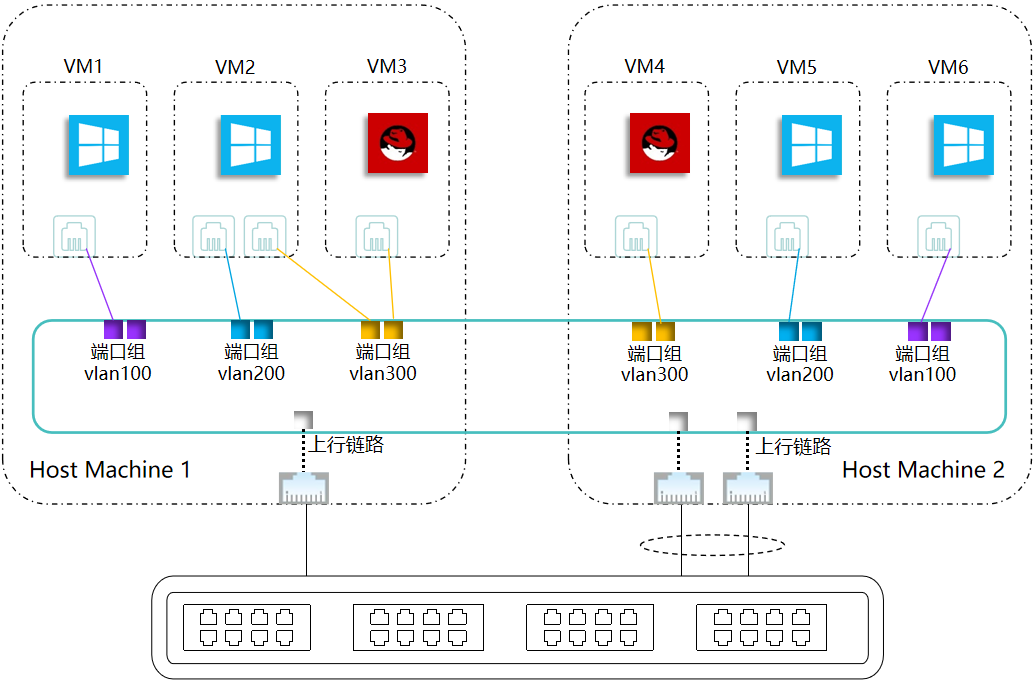 VM1
VM2
VM3
VM4
VM5
VM6
端口组
vlan100
端口组
vlan200
端口组
vlan300
端口组
vlan300
端口组
vlan200
端口组
vlan100
上行链路
上行链路
Host Machine 1
Host Machine 2